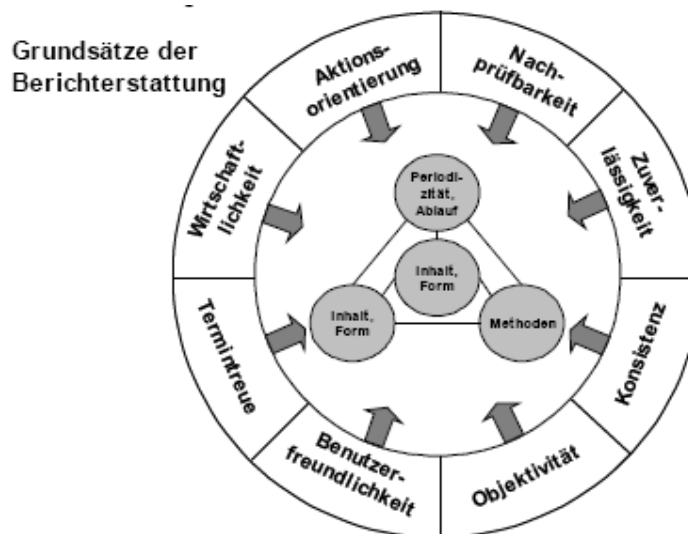 Grundsätze der
Berichterstattung
Aktions-
orientierung
Nach-
prüfbarkeit
Zuver-
lässigkeit
Konsistenz
Objektivität
Benutzer-
freundlichkeit
Termintreue
Wirtschaft-
lichkeit
Periodi-
zität,
Ablauf
Inhalt,
Form
Inhalt,
Form
Methoden